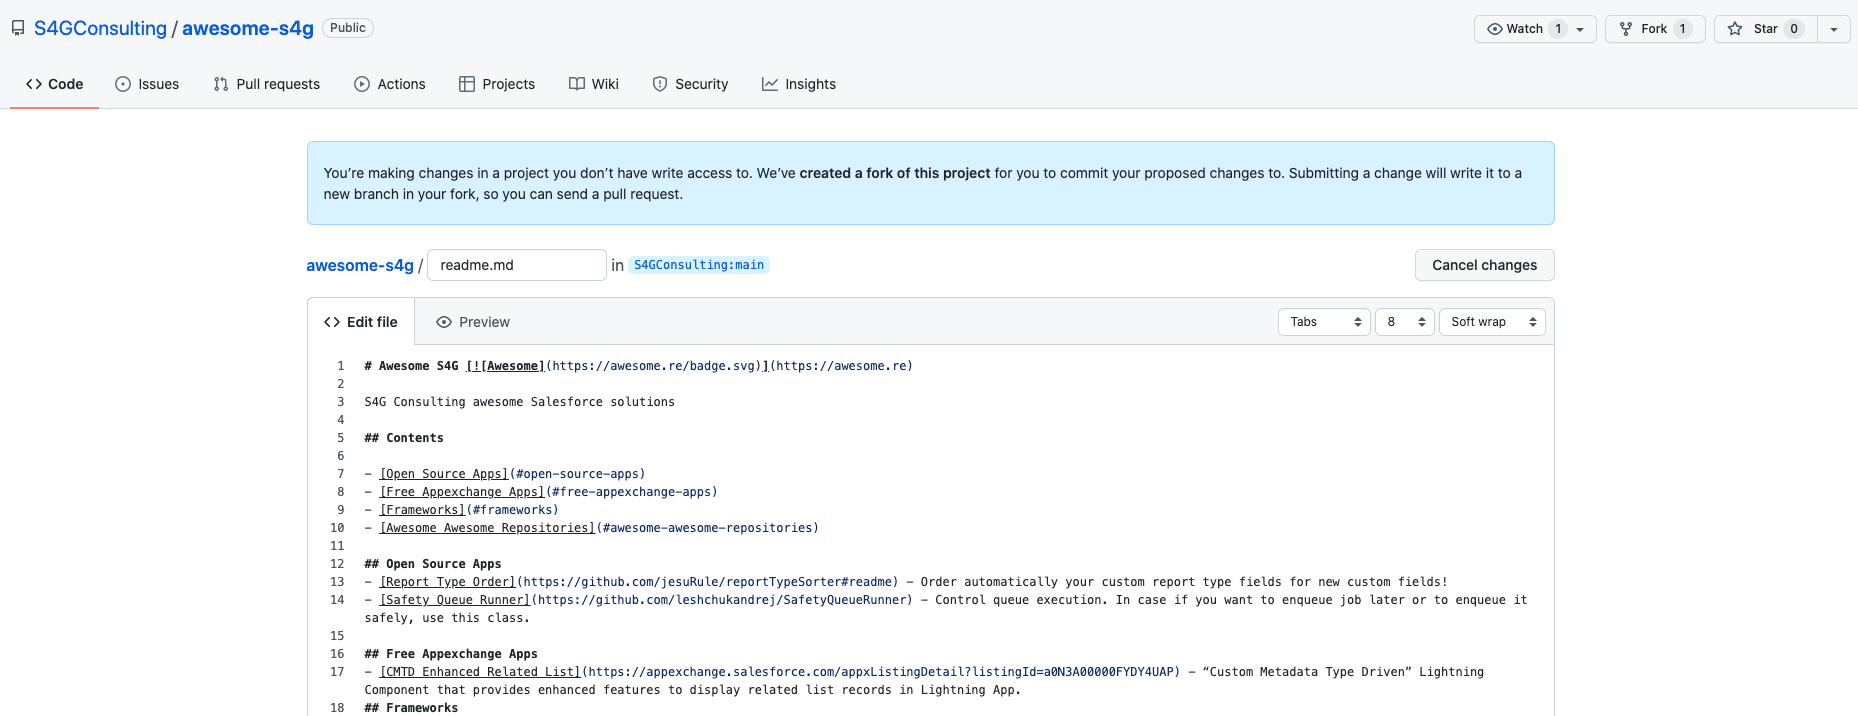 S4GConsulting / awesome-s4g Public
Watch 1 Fork 1 Star 0
Code Issues Pull requests Actions Projects Wiki Security Insights
You’re making changes in a project you don’t have write access to. We’ve created a fork of this project for you to commit your proposed changes to. Submitting a change will write it to a
new branch in your fork, so you can send a pull request.
awesome-s4g / readme.md in S4GConsulting:main Cancel changes
Edit file Preview Tabs 8 Soft wrap
1 # Awesome S4G [![Awesome](https://awesome.re/badge.svg)](https://awesome.re)
2
3 S4G Consulting awesome Salesforce solutions
4
5 ## Contents
6
7 - [Open Source Apps](#open-source-apps)
8 - [Free Appexchange Apps](#free-appexchange-apps)
9 - [Frameworks](#frameworks)
10 - [Awesome Awesome Repositories](#awesome-awesome-repositories)
11
12 ## Open Source Apps
13 - [Report Type Order](https://github.com/jesuRule/reportTypeSorter#readme) - Order automatically your custom report type fields for new custom fields!
14 - [Safety Queue Runner](https://github.com/leshchukandrej/SafetyQueueRunner) - Control queue execution. In case if you want to enqueue job later or to enqueue it
safely, use this class.
15
16 ## Free Appexchange Apps
17 - [CMTD Enhanced Related List](https://appexchange.salesforce.com/appxListingDetail?listingId=a0N3A00000FYDY4UAP) - “Custom Metadata Type Driven” Lightning
Component that provides enhanced features to display related list records in Lightning App.
18 ## Frameworks